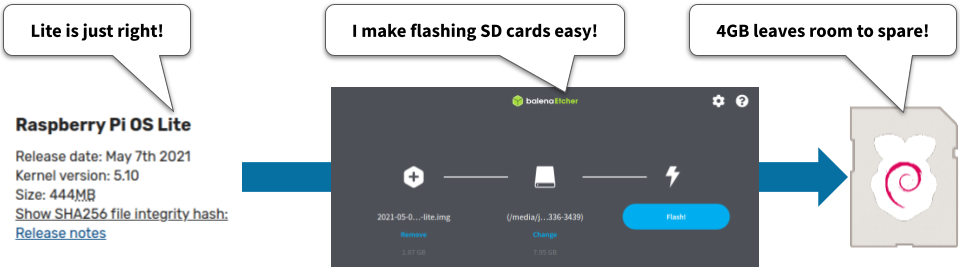 Lite is just right!
I make flashing SD cards easy!
4GB leaves room to spare!
Raspberry Pi OS Lite
Release date: May 7th 2021
Kernel version: 5.10
Size: 444MB
Show SHA256 file integrity hash:
Release notes
balenaEtcher
2021-05-0…-lite.img
Remove
1.87 GB
(/media/j…336-3439)
Change
7.95 GB
Flash!